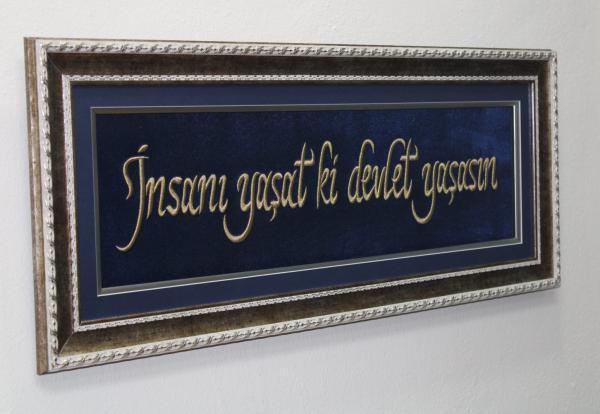 İnsanı yaşat ki devlet yaşasın